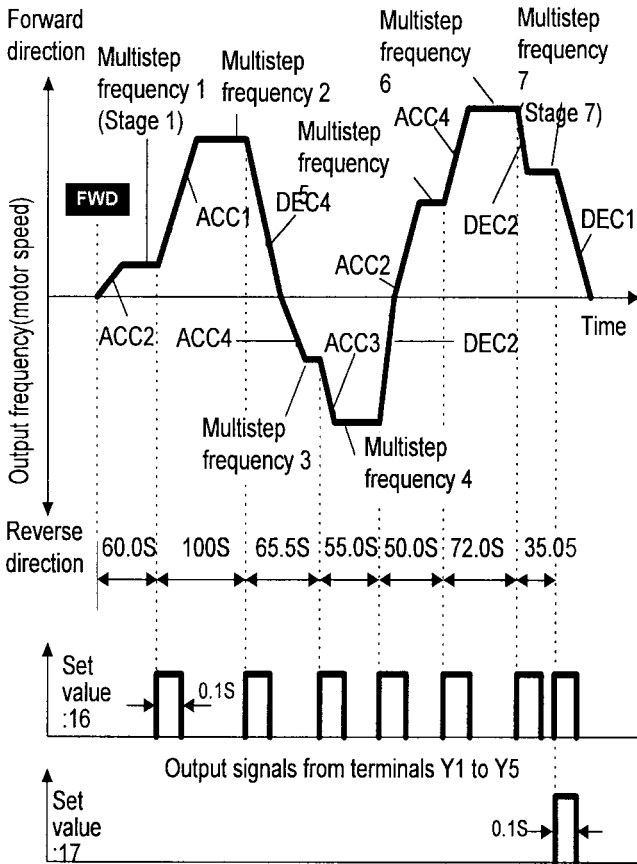 Forward
direction
Multistep
frequency 1
(Stage 1)
Multistep
frequency 2
Multistep
frequency
5
Multistep
frequency
6
Multistep
frequency
7
(Stage 7)
FWD
ACC2
ACC1
DEC4
ACC4
ACC3
ACC2
DEC2
ACC4
DEC2
DEC1
Time
Output frequency(motor speed)
Multistep
frequency 3
Multistep
frequency 4
Reverse
direction
60.0S 100S 65.5S 55.0S 50.0S 72.0S 35.05
Set
value
:16
0.1S
Output signals from terminals Y1 to Y5
Set
value
:17
0.1S